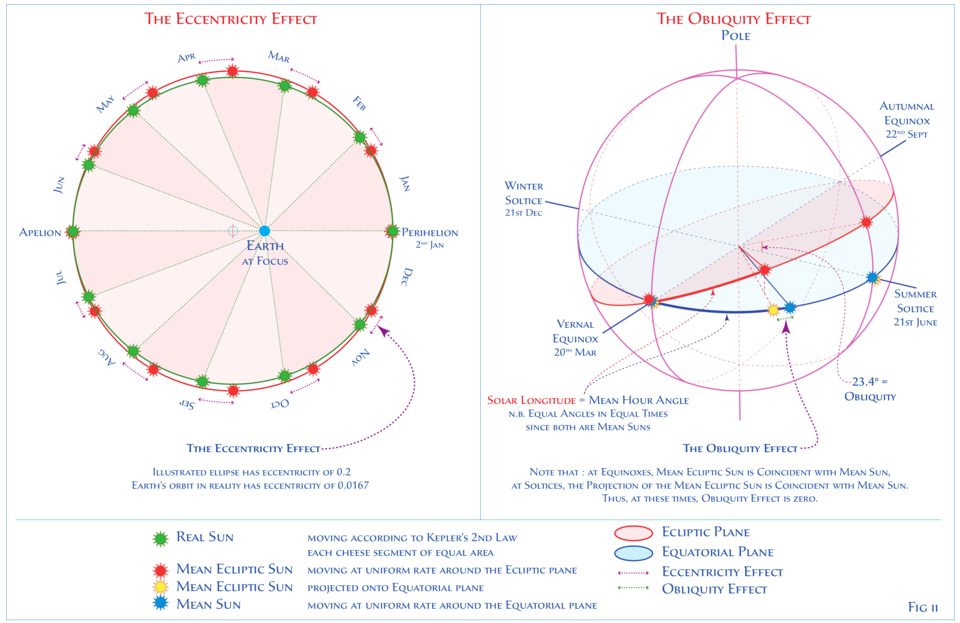 The Eccentricity Effect
Mar
Apr
Feb
May
Jan
Jun
Apelion
Perihelion
2nd Jan
Earth
at Focus
Jul
Dec
Aug
Nov
Sep
Oct
Tthe Eccentricity Effect
Illustrated ellipse has eccentricity of 0.2
Earth's orbit in reality has eccentricity of 0.0167
The Obliquity Effect
Pole
Autumnal
Equinox
22nd Sept
Winter
Soltice
21st Dec
Summer
Soltice
21st June
Vernal
Equinox
20th Mar
23.4° =
Obliquity
Solar Longitude = Mean Hour Angle
n.b. Equal Angles in Equal Times
since both are Mean Suns
The Obliquity Effect
Note that : at Equinoxes, Mean Ecliptic Sun is Coincident with Mean Sun,
at Soltices, the Projection of the Mean Ecliptic Sun is Coincident with Mean Sun.
Thus, at these times, Obliquity Effect is zero.
Real Sun moving according to Kepler's 2nd Law
each cheese segment of equal area
Mean Ecliptic Sun moving at uniform rate around the Ecliptic plane
Mean Ecliptic Sun projected onto Equatorial plane
Mean Sun moving at uniform rate around the Equatorial plane
Ecliptic Plane
Equatorial Plane
Eccentricity Effect
Obliquity Effect
Fig 11